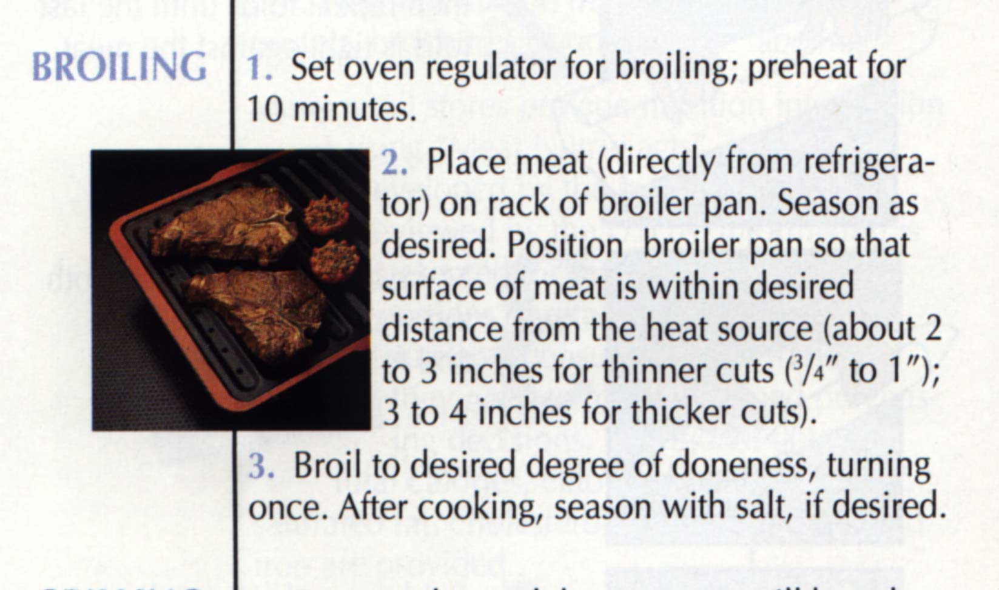 BROILING
1. Set oven regulator for broiling; preheat for
10 minutes.
2. Place meat (directly from refrigera-
tor) on rack of broiler pan. Season as
desired. Position broiler pan so that
surface of meat is within desired
distance from the heat source (about 2
to 3 inches for thinner cuts (3/4″ to 1″);
3 to 4 inches for thicker cuts).
3. Broil to desired degree of doneness, turning
once. After cooking, season with salt, if desired.